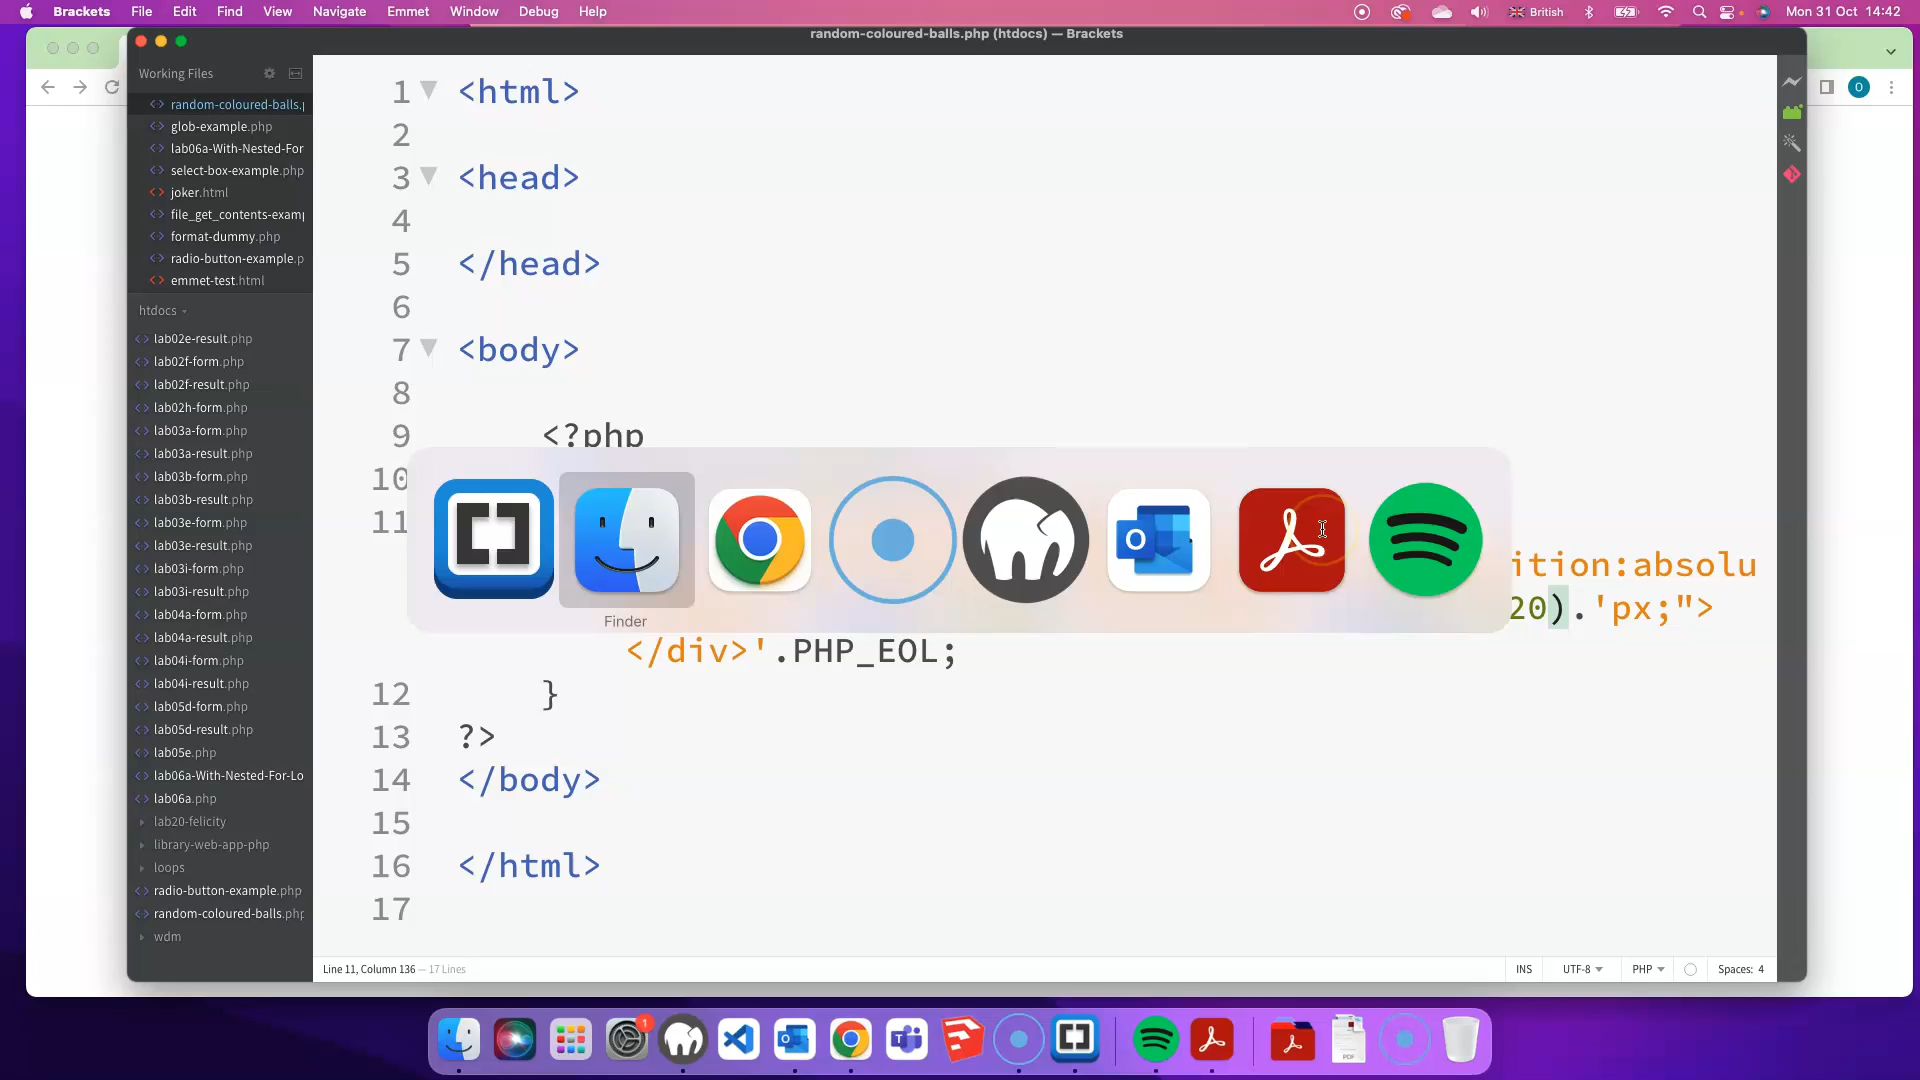 Brackets File Edit Find View Navigate Emmet Window Debug Help British Mon 31 Oct 14:42
random-coloured-balls.php (htdocs) — Brackets
Working Files
random-coloured-balls.p
glob-example.php
lab06a-With-Nested-For
select-box-example.php
joker.html
file_get_contents-examp
format-dummy.php
radio-button-example.p
emmet-test.html
htdocs
lab02e-result.php
lab02f-form.php
lab02f-result.php
lab02h-form.php
lab03a-form.php
lab03a-result.php
lab03b-form.php
lab03b-result.php
lab03e-form.php
lab03e-result.php
lab03i-form.php
lab03i-result.php
lab04a-form.php
lab04a-result.php
lab04i-form.php
lab04i-result.php
lab05d-form.php
lab05d-result.php
lab05e.php
lab06a-With-Nested-For-Lo
lab06a.php
lab20-felicity
library-web-app-php
loops
radio-button-example.php
random-coloured-balls.php
wdm
1 <html>
2
3 <head>
4
5 </head>
6
7 <body>
8
9 <?php
10
11
ition:absolu
20).'px;">
</div>'.PHP_EOL;
12 }
13 ?>
14 </body>
15
16 </html>
17
Finder
Line 11, Column 136 — 17 Lines
INS UTF-8 PHP Spaces: 4
O
O
1
PDF